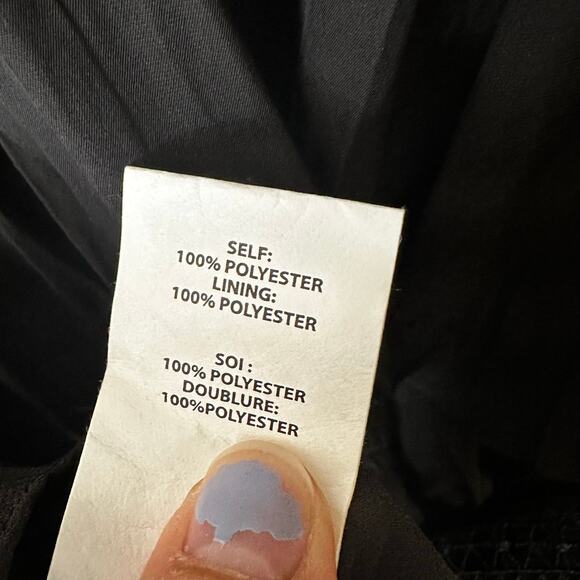 SELF:
100% POLYESTER
LINING:
100% POLYESTER
SOI :
100% POLYESTER
DOUBLURE:
100%POLYESTER